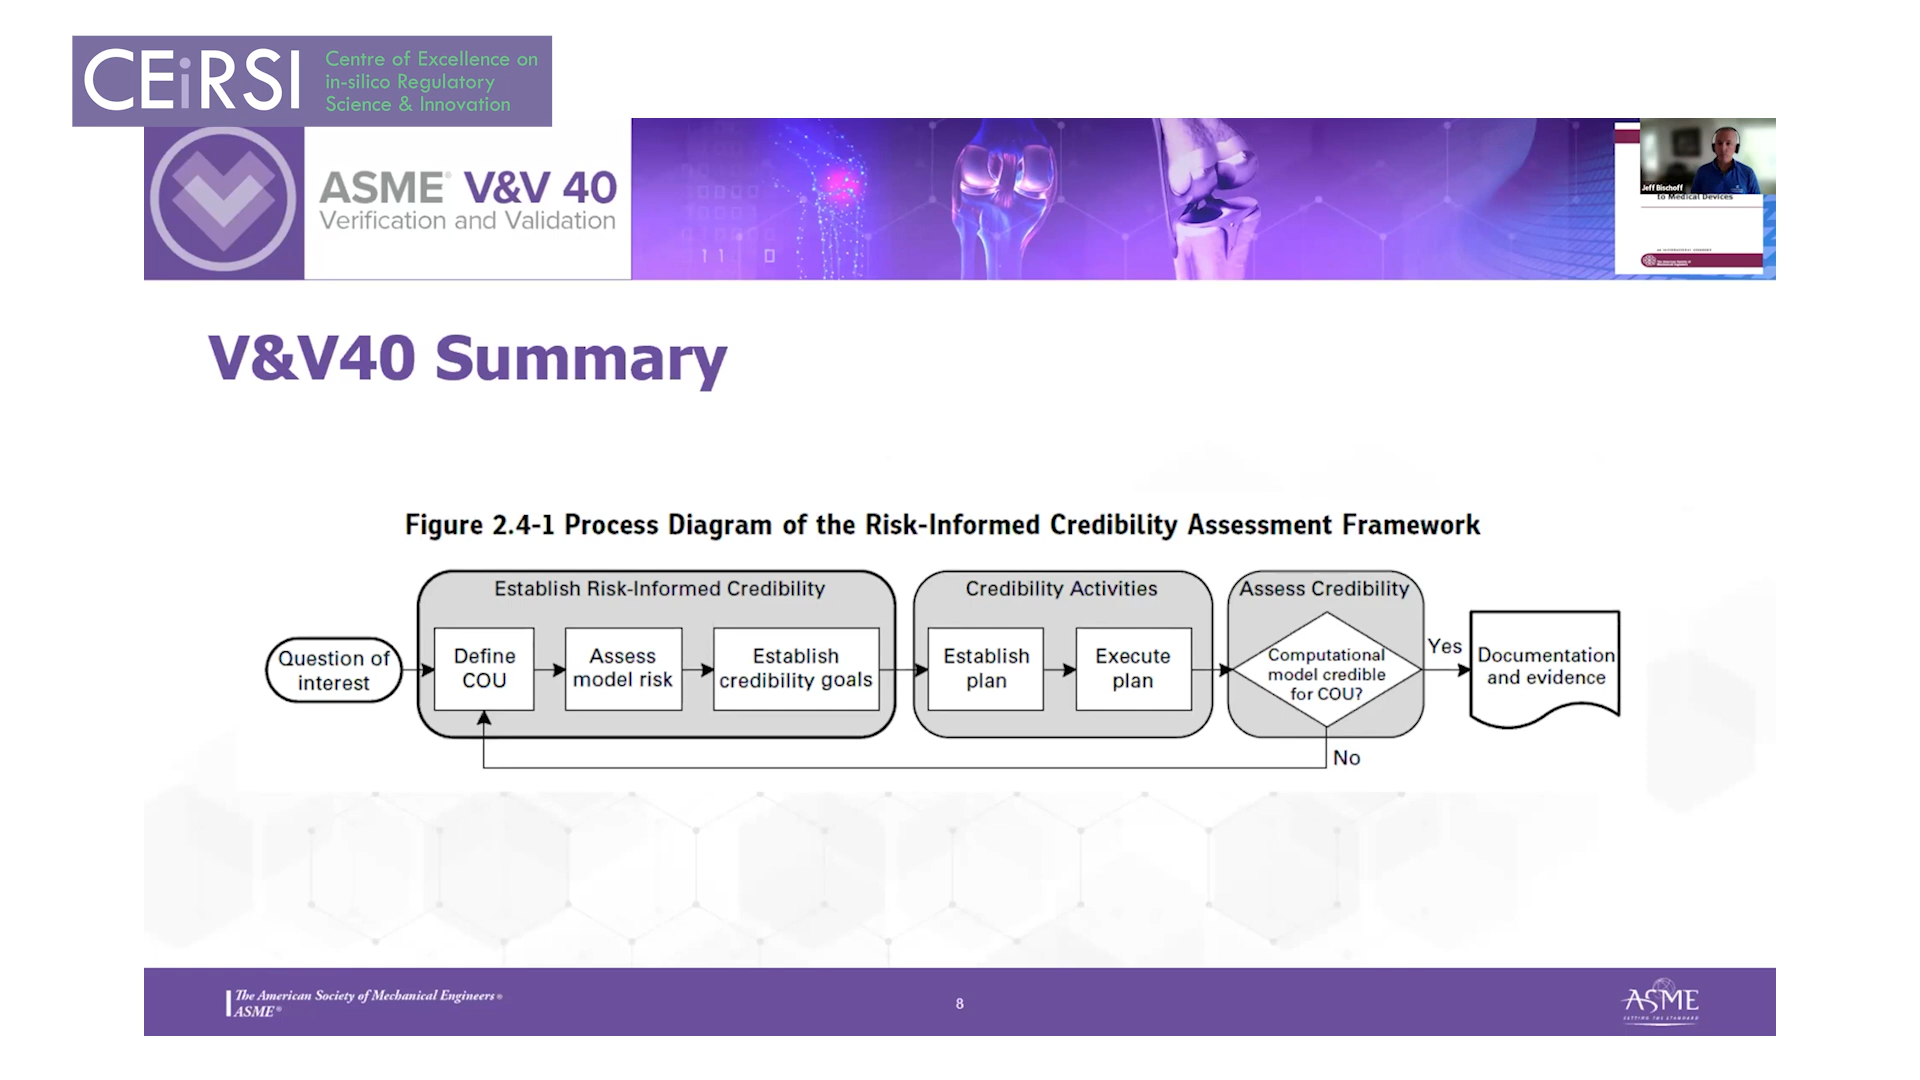 CEiRSI
Centre of Excellence on
in-silico Regulatory
Science & Innovation
ASME® V&V 40
Verification and Validation
11 0
Jeff Bischoff
to Medical Devices
V&V40 Summary
Figure 2.4-1 Process Diagram of the Risk-Informed Credibility Assessment Framework
Establish Risk-Informed Credibility
Credibility Activities
Assess Credibility
Question of
interest
Define
COU
Assess
model risk
Establish
credibility goals
Establish
plan
Execute
plan
Computational
model credible
for COU?
Yes
Documentation
and evidence
No
The American Society of Mechanical Engineers®
ASME®
8
ASME
SETTING THE STANDARD